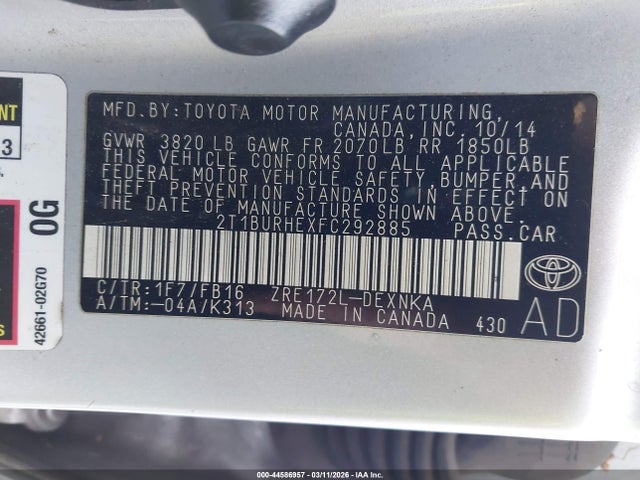 MFD.BY:TOYOTA MOTOR MANUFACTURING,
CANADA, INC. 10/14
GVWR 3820 LB GAWR FR 2070LB RR 1850LB
THIS VEHICLE CONFORMS TO ALL APPLICABLE
FEDERAL MOTOR VEHICLE SAFETY, BUMPER, AND
THEFT PREVENTION STANDARDS IN EFFECT ON
THE DATE OF MANUFACTURE SHOWN ABOVE.
2T1BURHEXFC292885 PASS.CAR
C/TR:1F7/FB16 ZRE172L-DEXNKA
A/TM:-04A/K313 MADE IN CANADA 430
AD
0G
42661-02G70
3
000-44586957 - 03/11/2026 - IAA Inc.